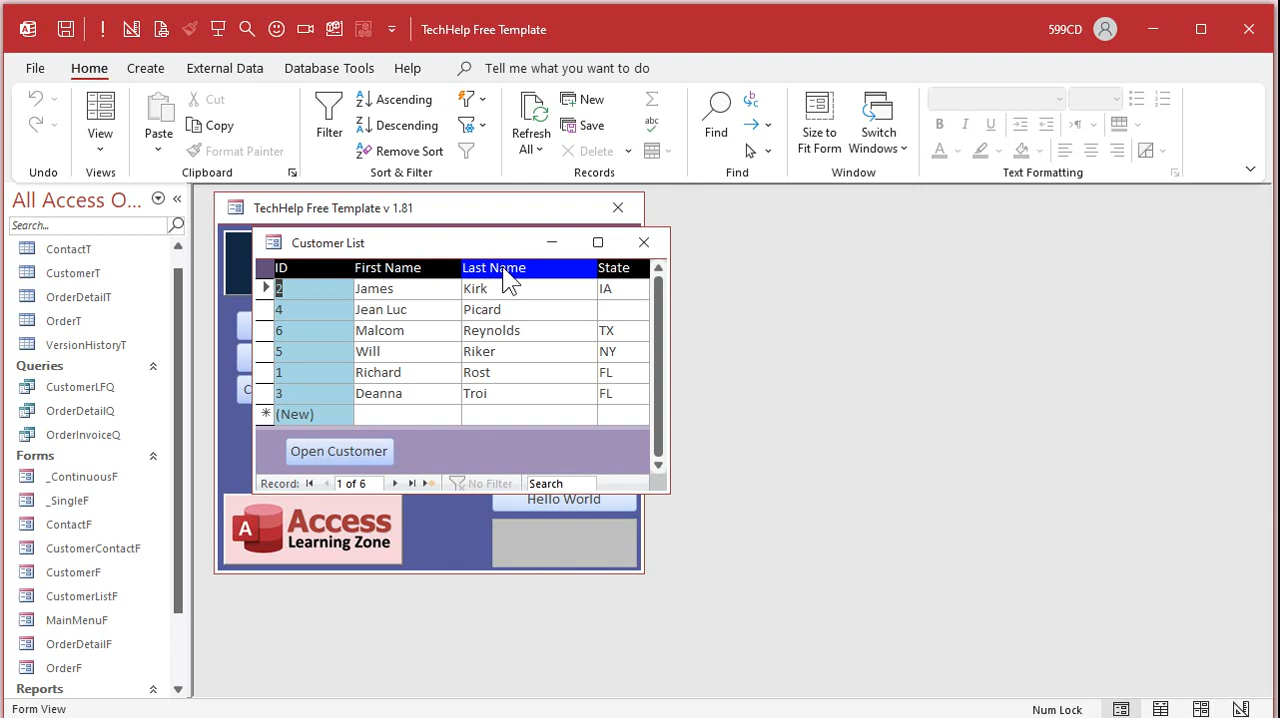 TechHelp Free Template
599CD
File Home Create External Data Database Tools Help Tell me what you want to do
View
Paste
Cut
Copy
Format Painter
Filter
Ascending
Descending
Remove Sort
Refresh
All
New
Save
Delete
Find
Size to
Fit Form
Switch
Windows
B I U
A
Undo Views Clipboard Sort & Filter Records Find Window Text Formatting
All Access O...
Search...
ContactT
CustomerT
OrderDetailT
OrderT
VersionHistoryT
Queries
CustomerLFQ
OrderDetailQ
OrderInvoiceQ
Forms
_ContinuousF
_SingleF
ContactF
CustomerContactF
CustomerF
CustomerListF
MainMenuF
OrderDetailF
OrderF
Reports
TechHelp Free Template v 1.81
Customer List
ID First Name Last Name State
2 James Kirk IA
4 Jean Luc Picard
6 Malcom Reynolds TX
5 Will Riker NY
1 Richard Rost FL
3 Deanna Troi FL
(New)
C
Open Customer
Record: 1 of 6 No Filter Search
Hello World
A Access
Learning Zone
Form View
Num Lock